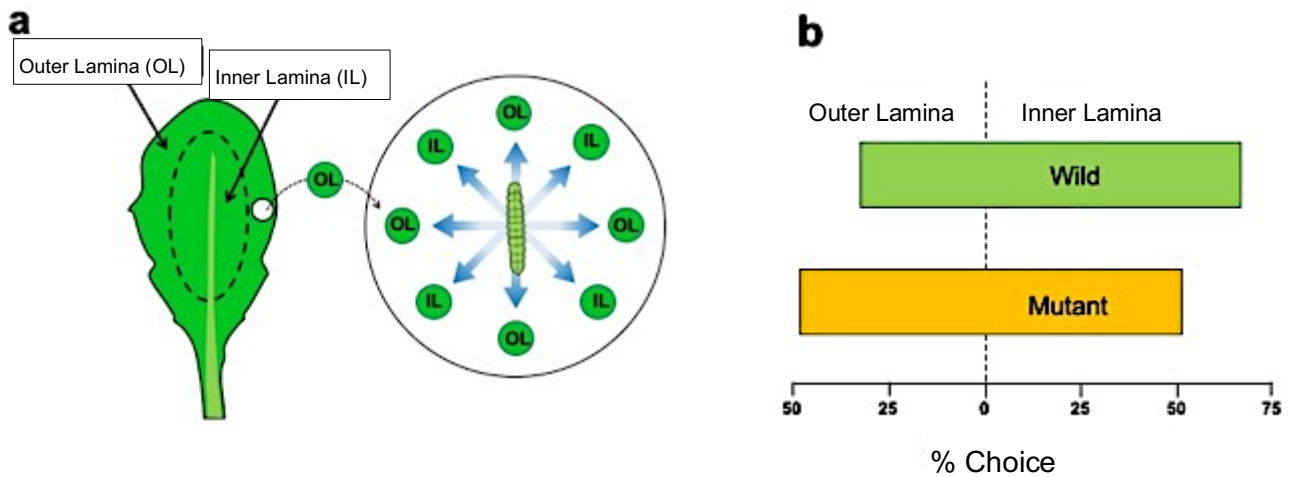 a
Outer Lamina (OL)
Inner Lamina (IL)
OL
OL
IL
IL
OL
OL
IL
IL
OL
b
Outer Lamina
Inner Lamina
Wild
Mutant
50
25
0
25
50
75
% Choice